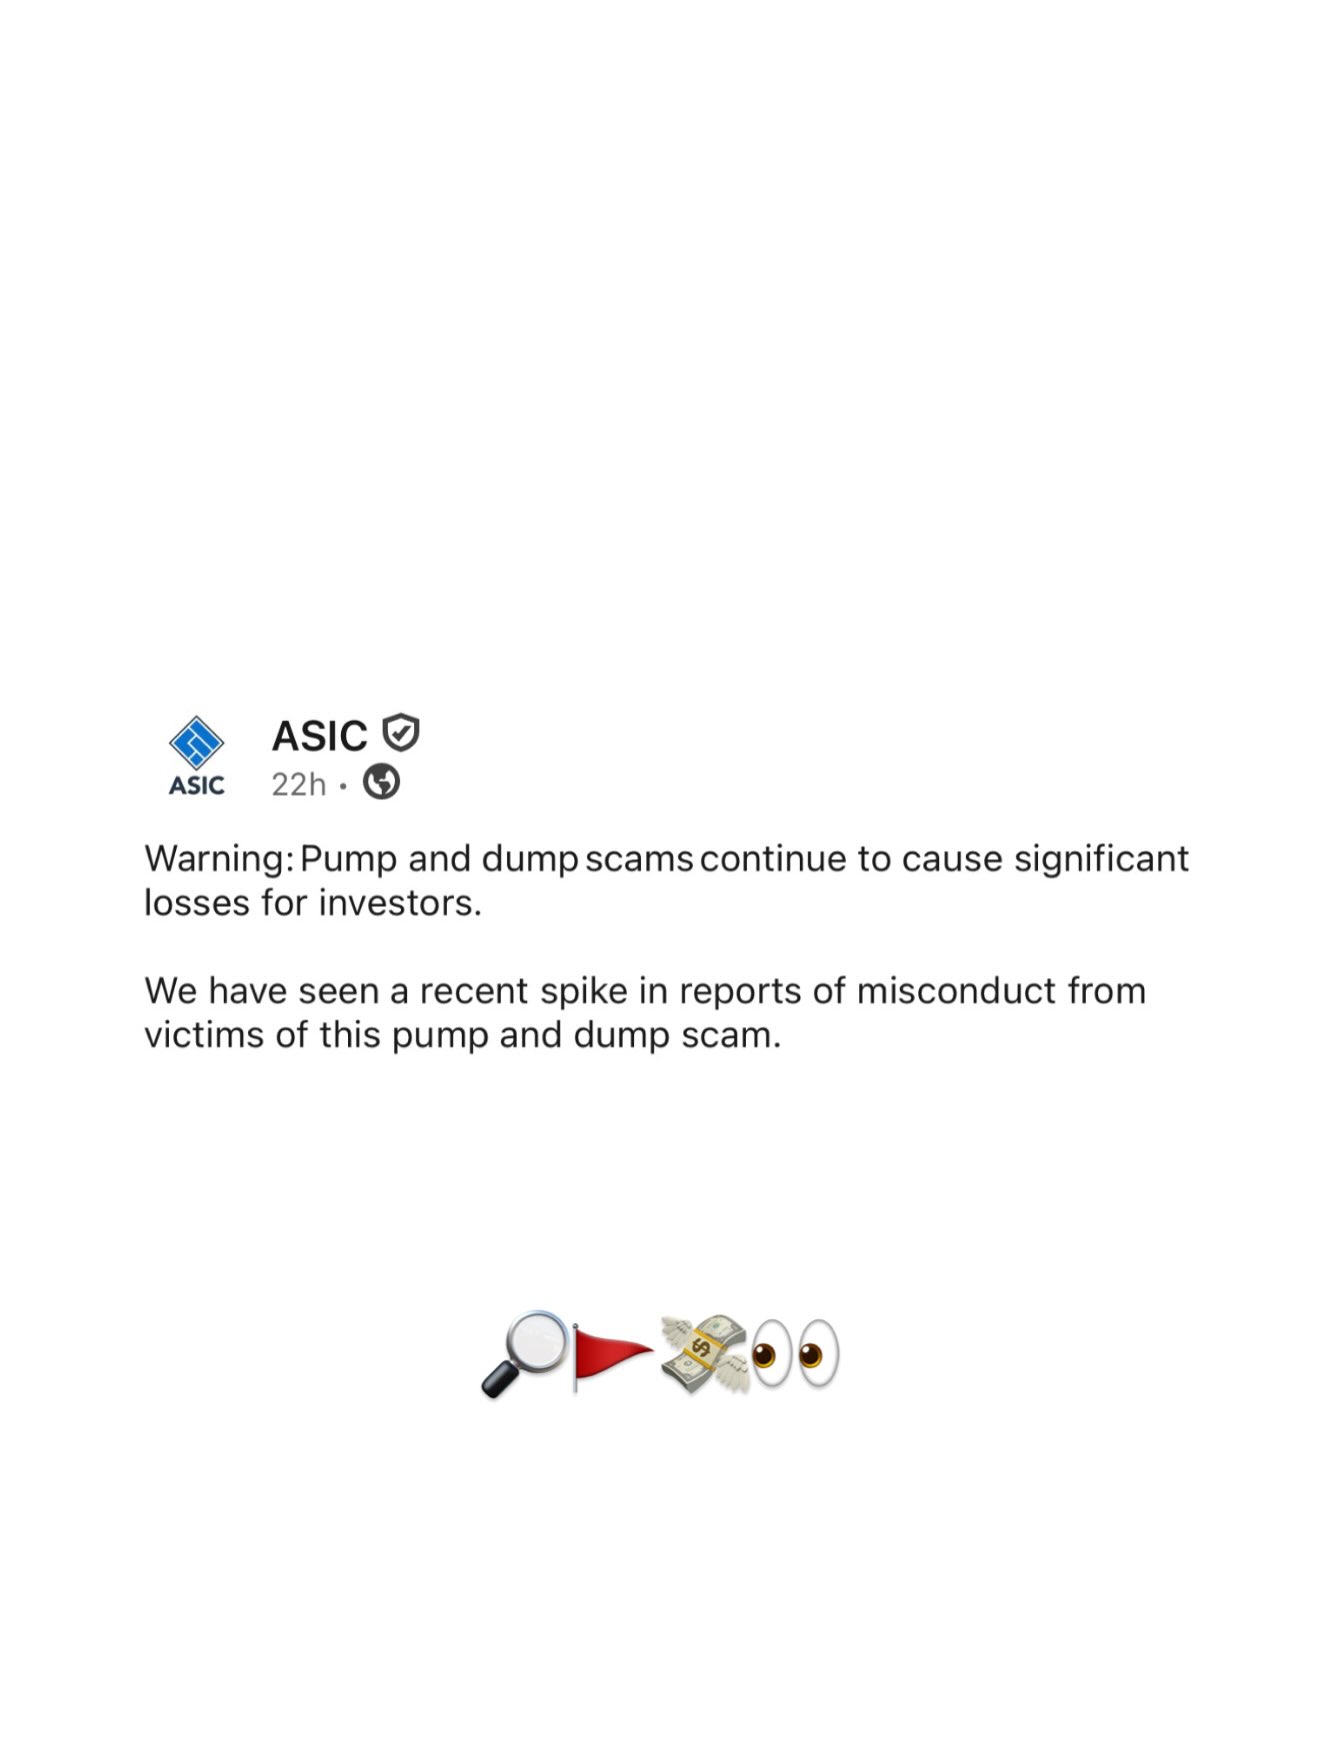 ASIC
ASIC
22h •
Warning: Pump and dump scams continue to cause significant
losses for investors.
We have seen a recent spike in reports of misconduct from
victims of this pump and dump scam.